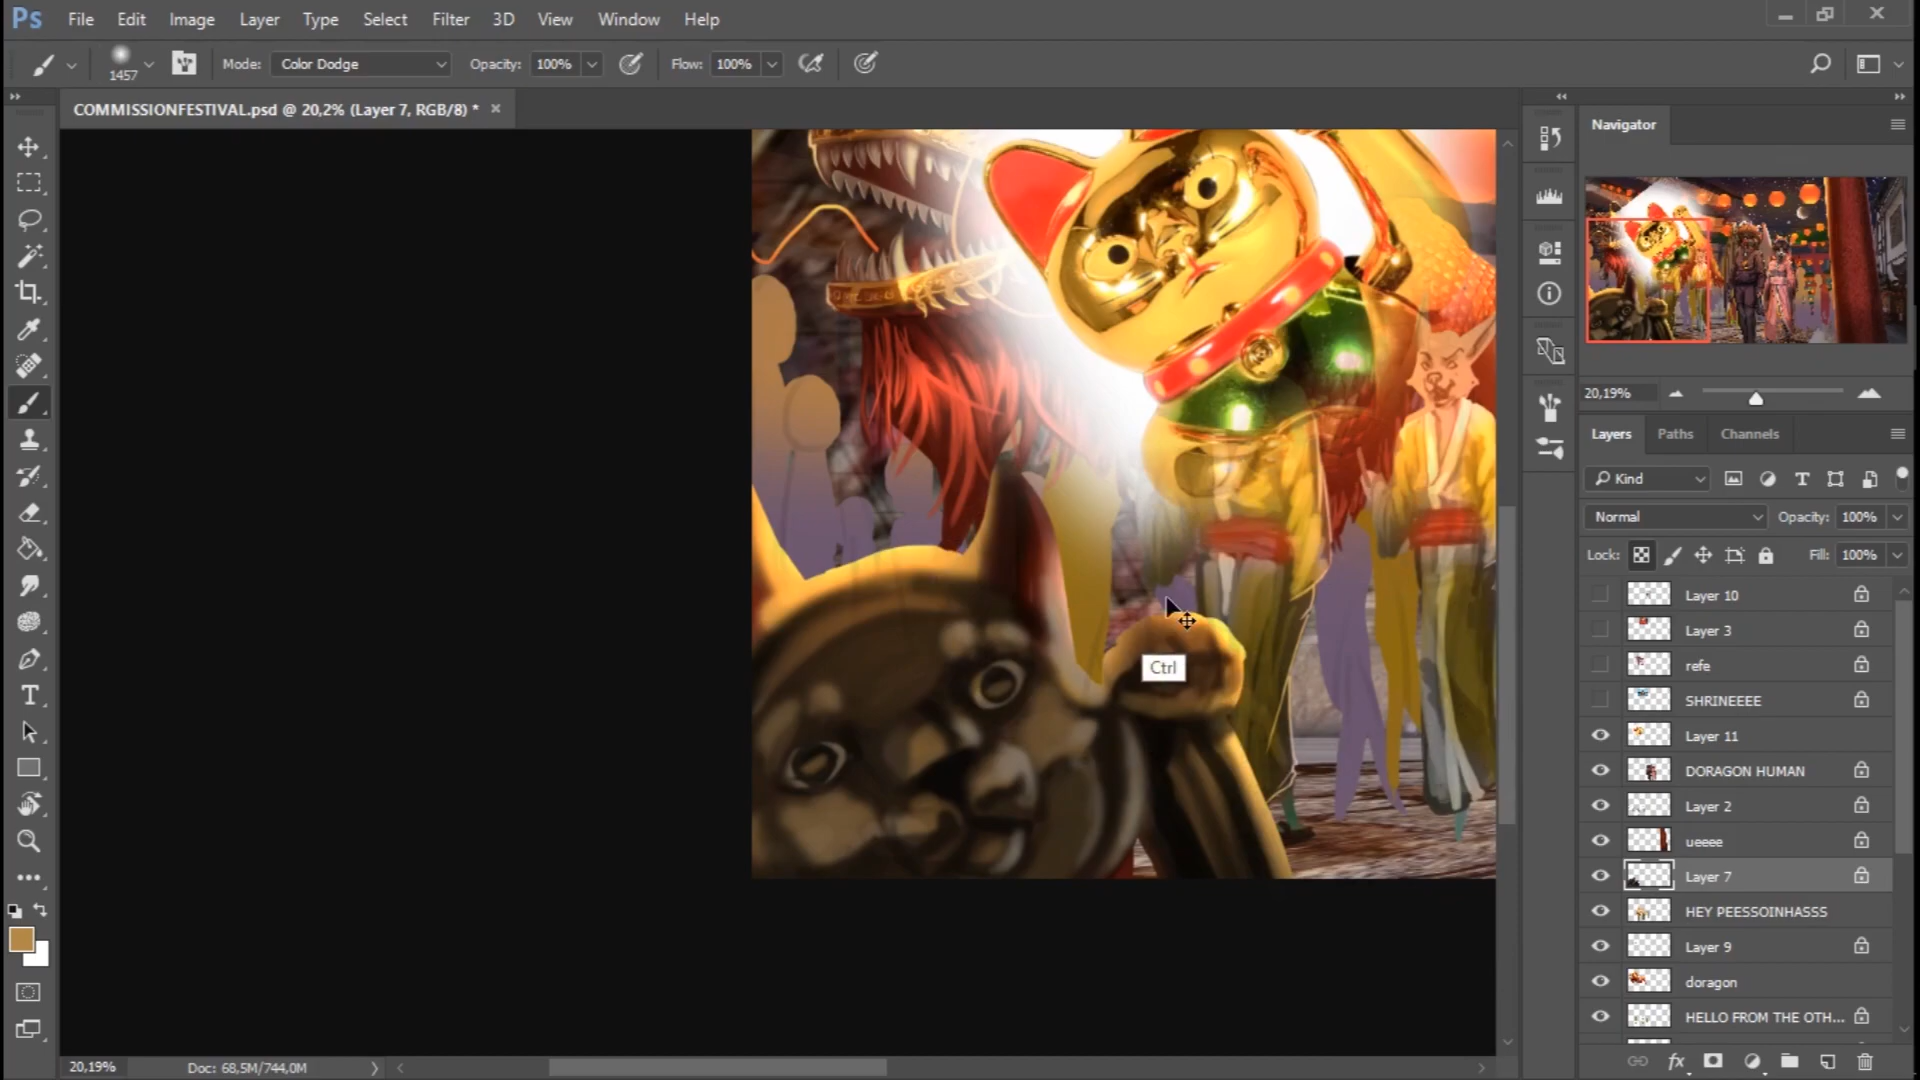 Ps File Edit Image Layer Type Select Filter 3D View Window Help
1457 Mode: Color Dodge Opacity: 100% Flow: 100%
COMMISSIONFESTIVAL.psd @ 20,2% (Layer 7, RGB/8) *
Navigator
20,19%
Layers Paths Channels
Kind
Normal Opacity: 100%
Lock: Fill: 100%
Layer 10
Layer 3
refe
SHRINEEEE
Layer 11
DORAGON HUMAN
Layer 2
ueeee
Layer 7
HEY PEESSOINHASSS
Layer 9
doragon
HELLO FROM THE OTH...
Ctrl
20,19% Doc: 68,5M/744,0M